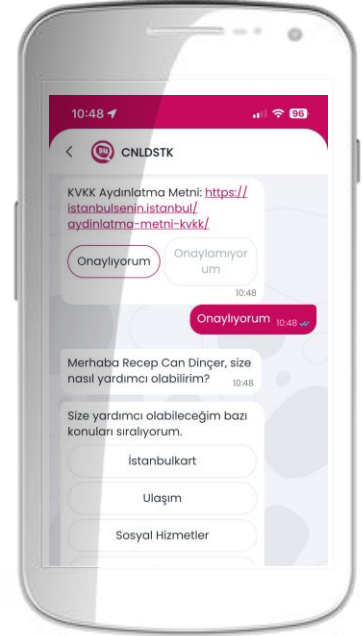 10:48
96
CNLDSTK
KVKK Aydınlatma Metni: https://
istanbulsenin.istanbul/
aydinlatma-metni-kvkk/
Onaylıyorum
Onaylamıyor
um
10:48
Onaylıyorum 10:48
Merhaba Recep Can Dinçer, size
nasıl yardımcı olabilirim? 10:48
Size yardımcı olabileceğim bazı
konuları sıralıyorum.
İstanbulkart
Ulaşım
Sosyal Hizmetler